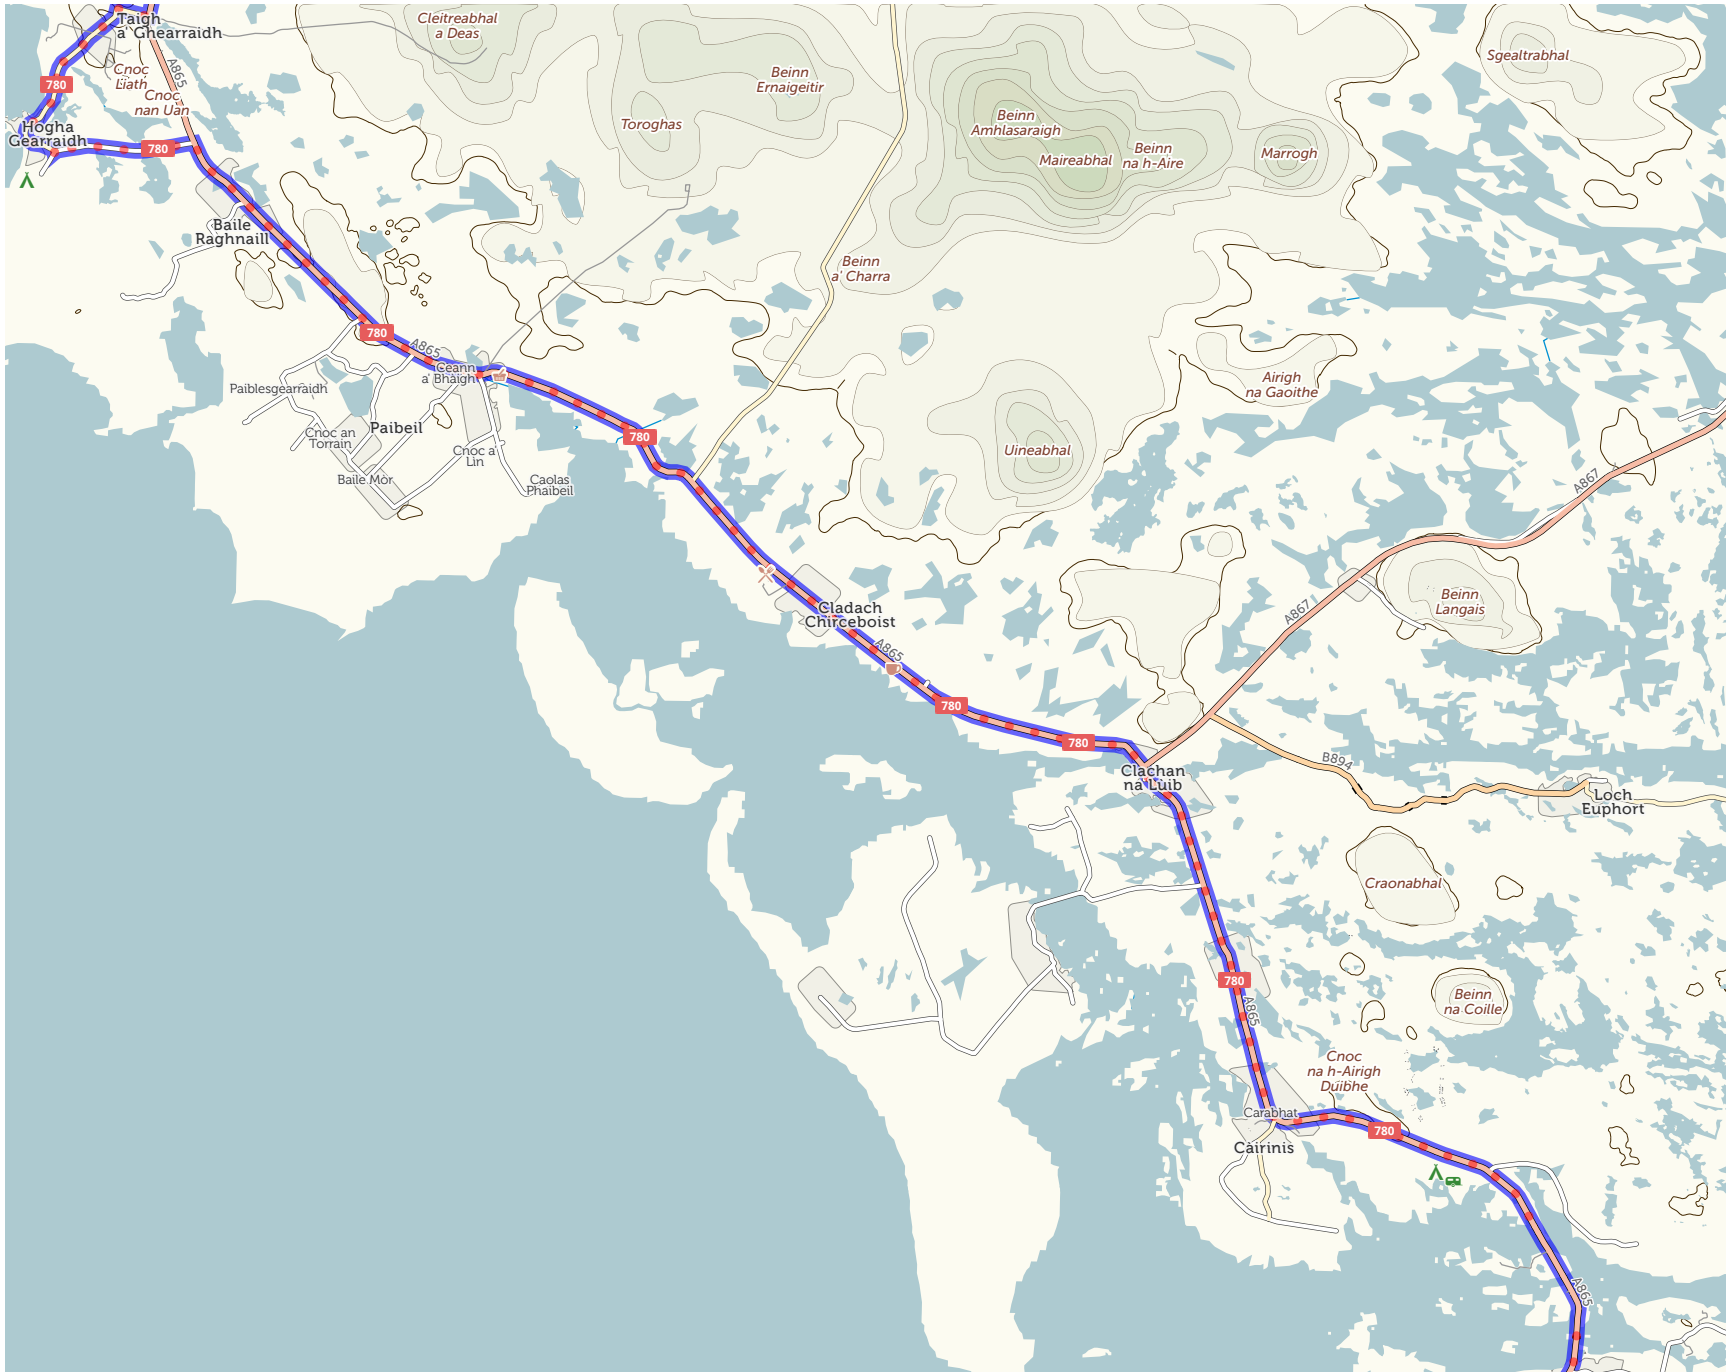 Taigh
a' Ghearraidh
Cleitreabhal
a Deas
Sgealtrabhal
Cnoc
Liath
A865
780
Beinn
Ernaigeitir
Cnoc
nan Uan
Toroghas
Beinn
Amhlasaraigh
Maireabhal
Beinn
na h-Aire
Marrogh
Hogha
Gearraidh
780
Baile
Raghnaill
Beinn
a' Charra
780
A865
Ceann
a' Bhàigh
Paiblesgearraidh
Airigh
na Gaoithe
Paibeil
Cnoc an
Torrain
780
Cnoc a'
Lin
Uineabhal
Baile Mòr
Caolas
Phaibeil
A867
Cladach
Chirceboist
A865
A867
Beinn
Langais
780
780
B894
Clachan
na Luib
Loch
Euphort
Craonabhal
780
A865
Beinn
na Coille
Cnoc
na h-Airigh
Duibhe
Carabhat
780
Càirinis
A865